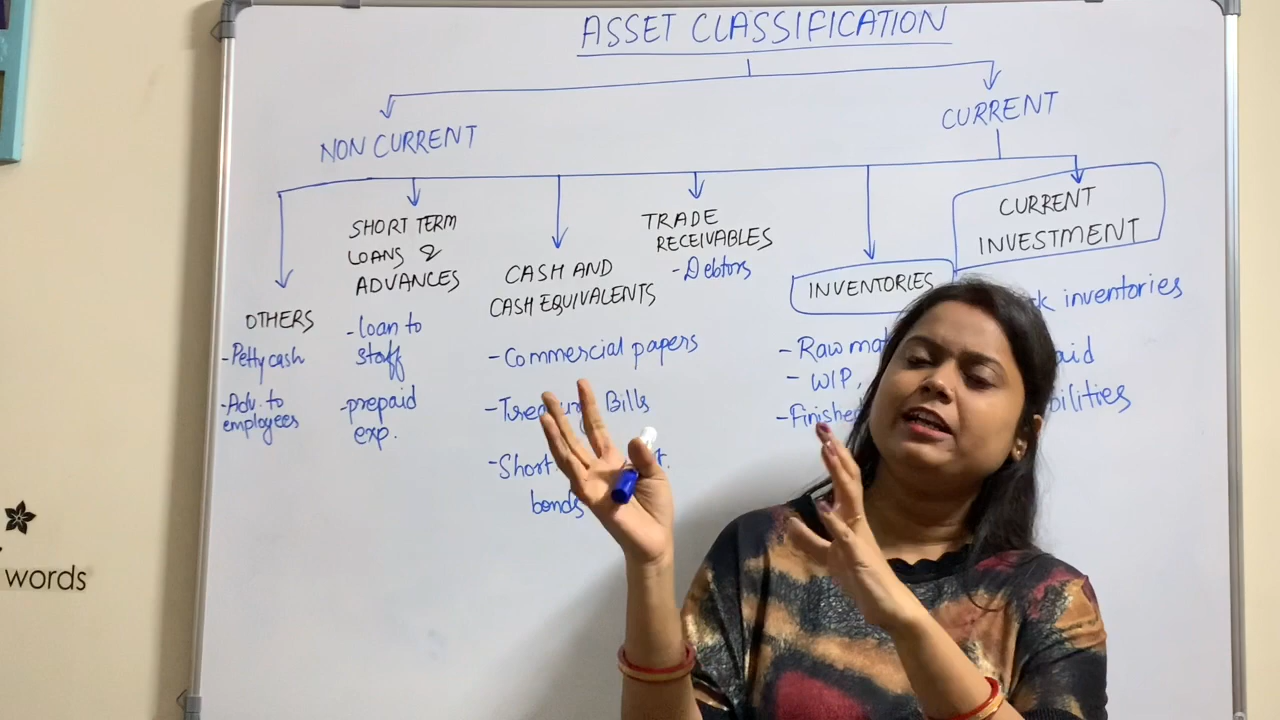 ASSET CLASSIFICATION
NON CURRENT
CURRENT
OTHERS
-Petty cash
-Adv. to
employees
SHORT TERM
LOANS &
ADVANCES
-loan to
staff
-prepaid
exp.
CASH AND
CASH EQUIVALENTS
-Commercial papers
- Bills
-Short
bonds
TRADE
RECEIVABLES
-Debtors
INVENTORIES
-Raw
-WIP,
CURRENT
INVESTMENT
inventories
words